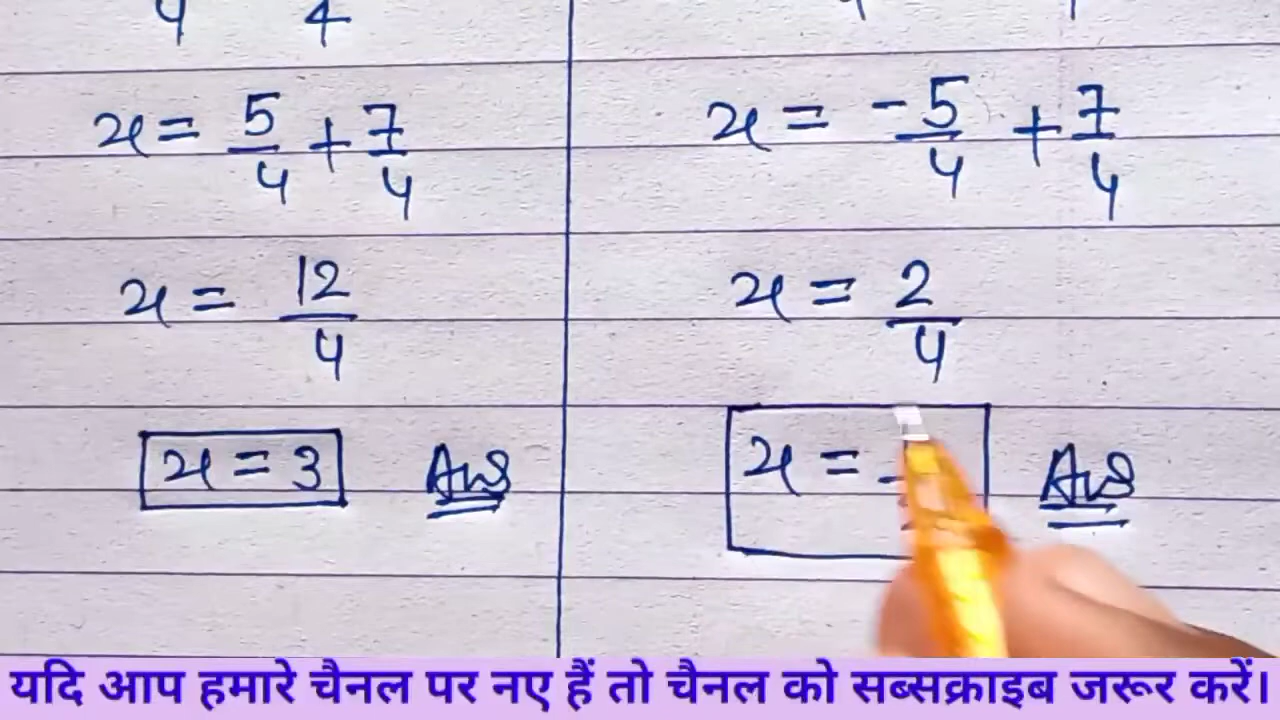 x = 5/4 + 7/4
x = 12/4
x = 3 Ans
x = -5/4 + 7/4
x = 2/4
x = Ans
यदि आप हमारे चैनल पर नए हैं तो चैनल को सब्सक्राइब जरूर करें।